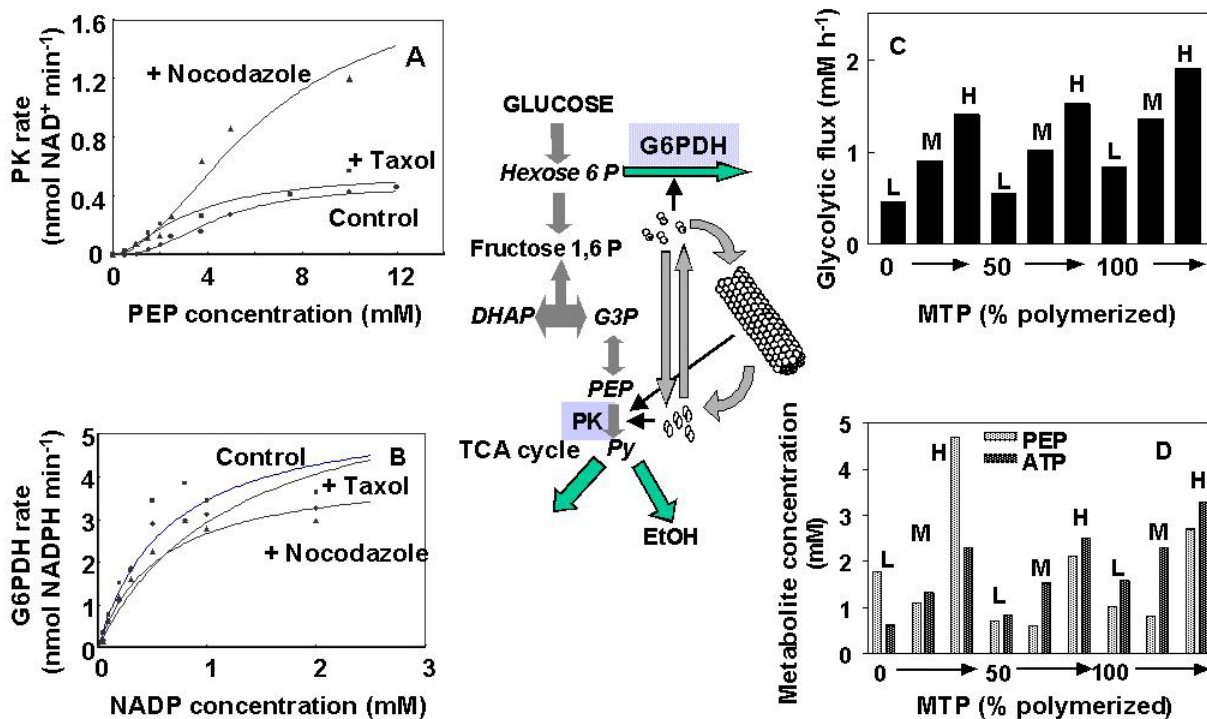 A
PK rate
(nmol NAD⁺ min⁻¹)
1.6
1.2
0.8
0.4
0
+ Nocodazole
+ Taxol
Control
0 4 8 12
PEP concentration (mM)
B
G6PDH rate
(nmol NADPH min⁻¹)
5
4
3
2
1
0
Control
+ Taxol
+ Nocodazole
0 1 2 3
NADP concentration (mM)
GLUCOSE
G6PDH
Hexose 6 P
Fructose 1,6 P
DHAP G3P
PEP
PK
TCA cycle Py
EtOH
C
Glycolytic flux (mM h⁻¹)
2
1
0
L M H L M H L M H
0 50 100
MTP (% polymerized)
D
Metabolite concentration
(mM)
PEP
ATP
5
4
3
2
1
0
L M H L M H L M H
0 50 100
MTP (% polymerized)